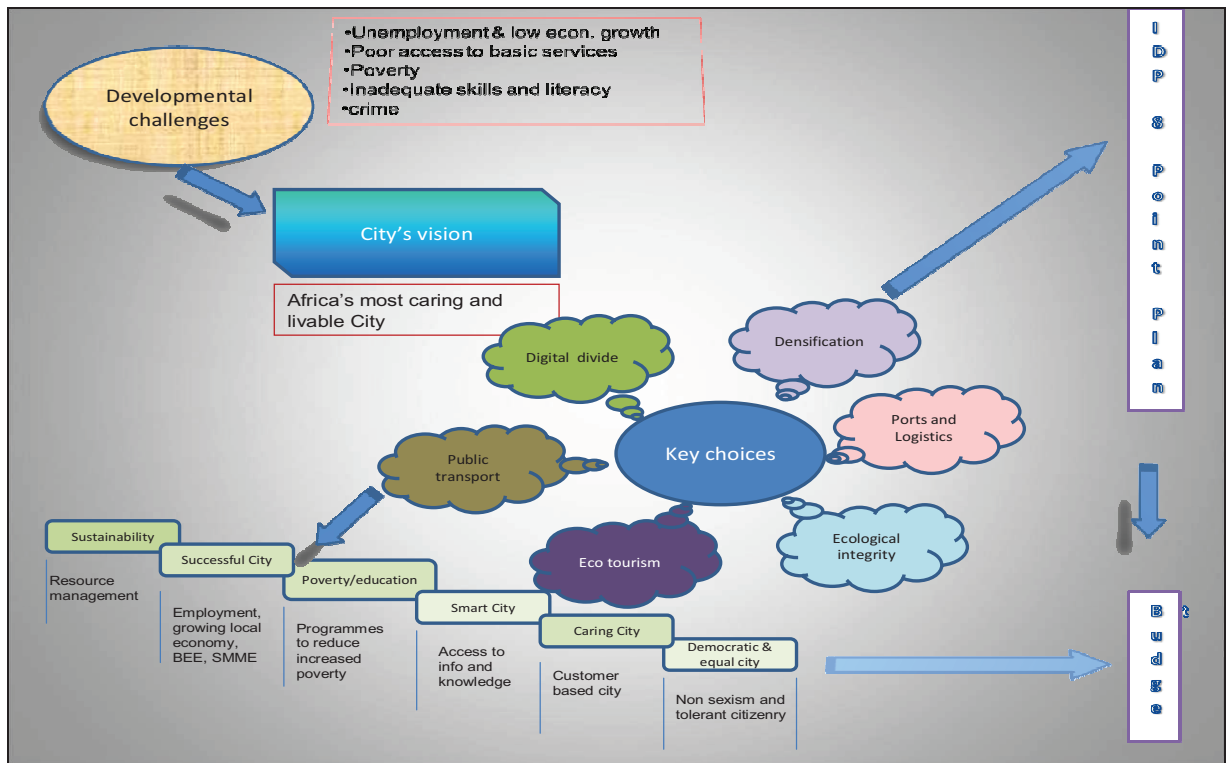 •Unemployment & low econ. growth
•Poor access to basic services
•Poverty
•Inadequate skills and literacy
•crime
Developmental
challenges
City's vision
Africa's most caring and
livable City
Digital divide
Densification
Ports and
Logistics
Key choices
Public
transport
Ecological
integrity
Eco tourism
Sustainability
Resource
management
Successful City
Employment,
growing local
economy,
BEE, SMME
Poverty/education
Programmes
to reduce
increased
poverty
Smart City
Access to
info and
knowledge
Caring City
Customer
based city
Democratic &
equal city
Non sexism and
tolerant citizenry
IDP 8 Point Plan
Budget